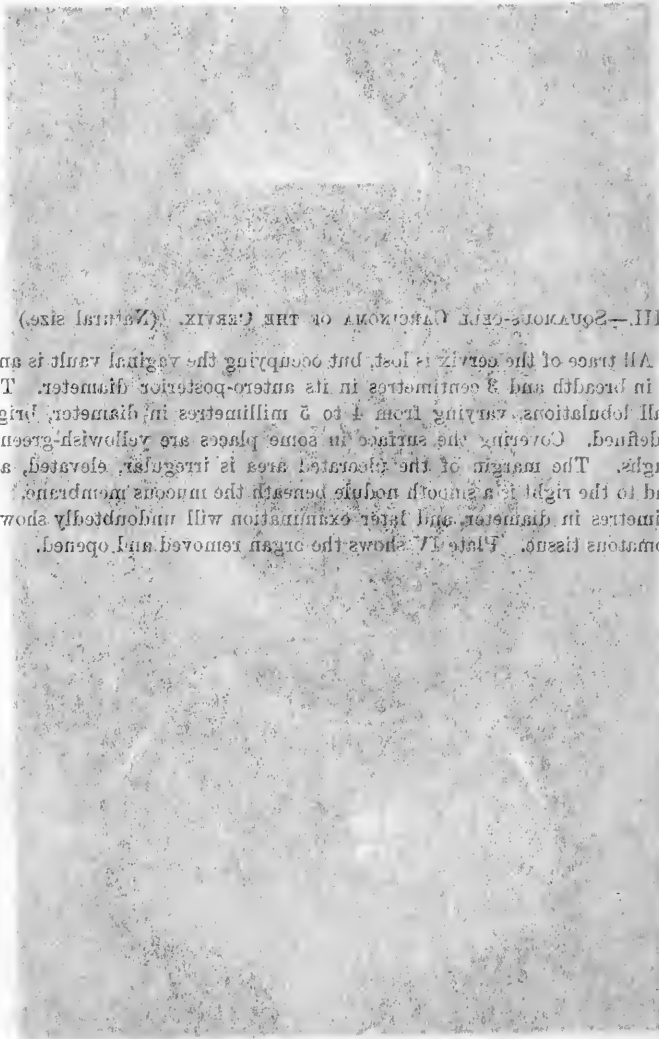 III.—SQUAMOUS-CELL CARCINOMA OF THE CERVIX. (Natural size.)
All trace of the cervix is lost, but occupying the vaginal vault is an
in breadth and 3 centimetres in its antero-posterior diameter. T
all lobulations, varying from 4 to 5 millimetres in diameter, brig
defined. Covering the surface in some places are yellowish-green
ughs. The margin of the ulcerated area is irregular, elevated, a
nd to the right is a smooth nodule beneath the mucous membrane,
imetres in diameter, and later examination will undoubtedly show
omatous tissue. Plate IV shows the organ removed and opened.